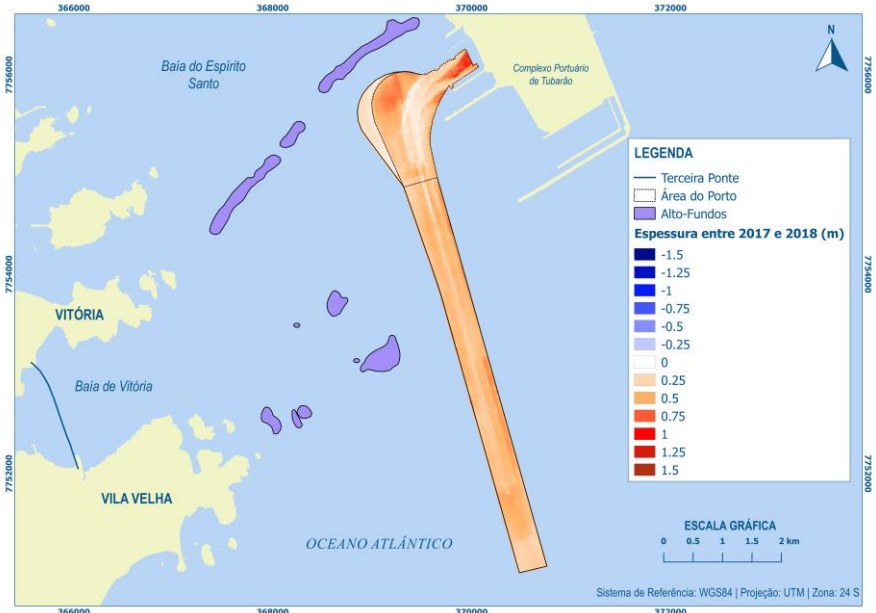 366000
368000
370000
372000
Baía do Espírito
Santo
Complexo Portuário
de Tubarão
N
7756000
7756000
LEGENDA
Terceira Ponte
Área do Porto
Alto-Fundos
Espessura entre 2017 e 2018 (m)
-1.5
-1.25
-1
-0.75
-0.5
-0.25
0
0.25
0.5
0.75
1
1.25
1.5
7754000
7754000
VITÓRIA
Baía de Vitória
7752000
7752000
VILA VELHA
OCEANO ATLÂNTICO
ESCALA GRÁFICA
0 0.5 1 1.5 2 km
Sistema de Referência: WGS84 | Projeção: UTM | Zona: 24 S
366000
368000
370000
372000